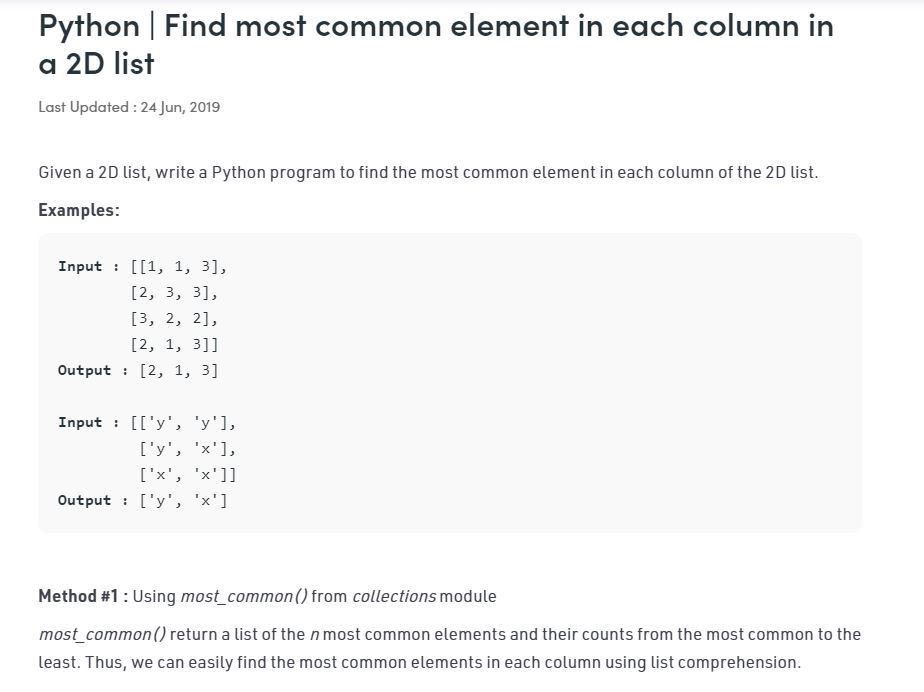 Python | Find most common element in each column in
a 2D list
Last Updated : 24 Jun, 2019
Given a 2D list, write a Python program to find the most common element in each column of the 2D list.
Examples:
Input : [[1, 1, 3],
[2, 3, 3],
[3, 2, 2],
[2, 1, 3]]
Output : [2, 1, 3]
Input : [['y', 'y'],
['y', 'x'],
['x', 'x']]
Output : ['y', 'x']
Method #1 : Using most_common() from collections module
most_common() return a list of the n most common elements and their counts from the most common to the
least. Thus, we can easily find the most common elements in each column using list comprehension.